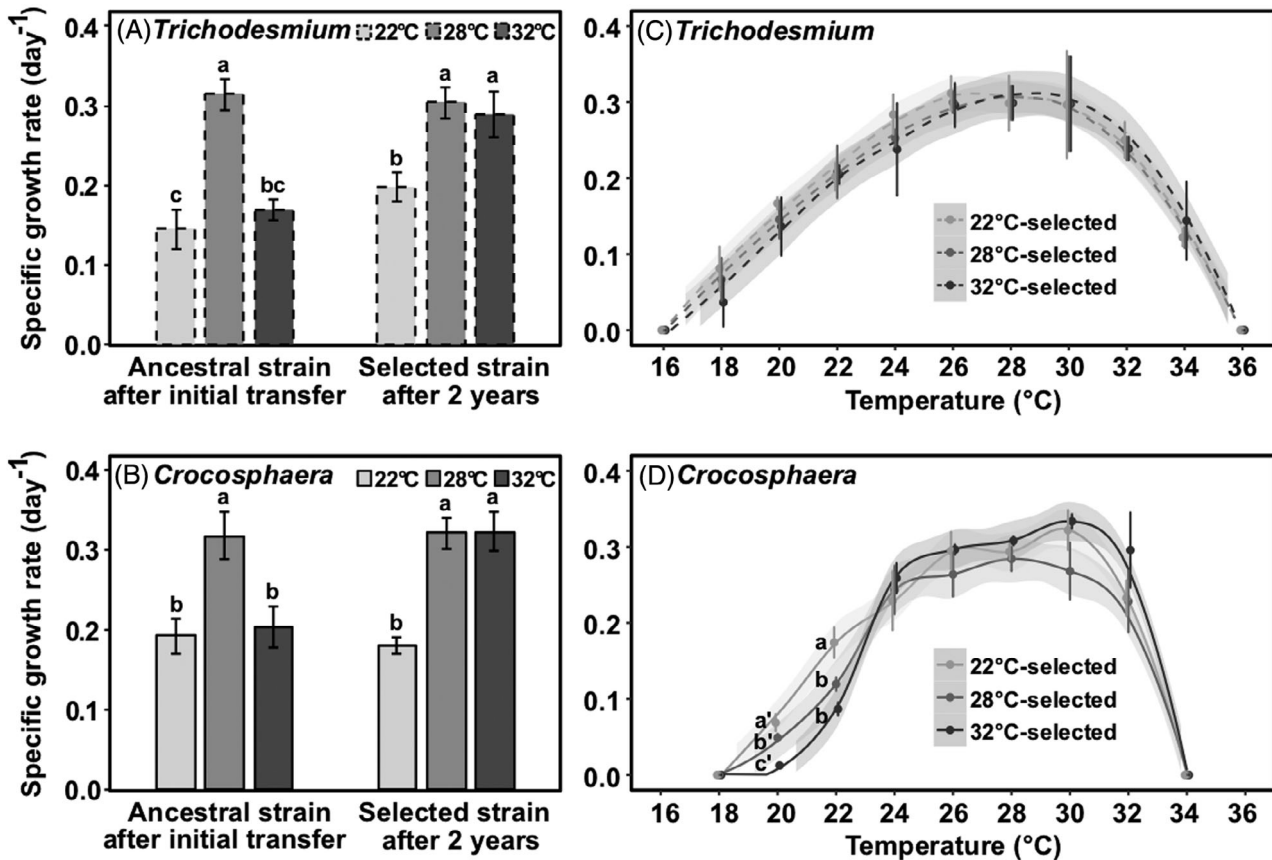 (A) Trichodesmium 22°C 28°C 32°C
Specific growth rate (day⁻¹)
0.4
0.3
0.2
0.1
0.0
c
a
bc
b
a
a
Ancestral strain
after initial transfer
Selected strain
after 2 years
(C) Trichodesmium
0.4
0.3
0.2
0.1
0.0
22°C-selected
28°C-selected
32°C-selected
16 18 20 22 24 26 28 30 32 34 36
Temperature (°C)
(B) Crocosphaera 22°C 28°C 32°C
Specific growth rate (day⁻¹)
0.4
0.3
0.2
0.1
0.0
b
a
b
b
a
a
Ancestral strain
after initial transfer
Selected strain
after 2 years
(D) Crocosphaera
0.4
0.3
0.2
0.1
0.0
a
b
b
a'
b'
c'
22°C-selected
28°C-selected
32°C-selected
16 18 20 22 24 26 28 30 32 34 36
Temperature (°C)